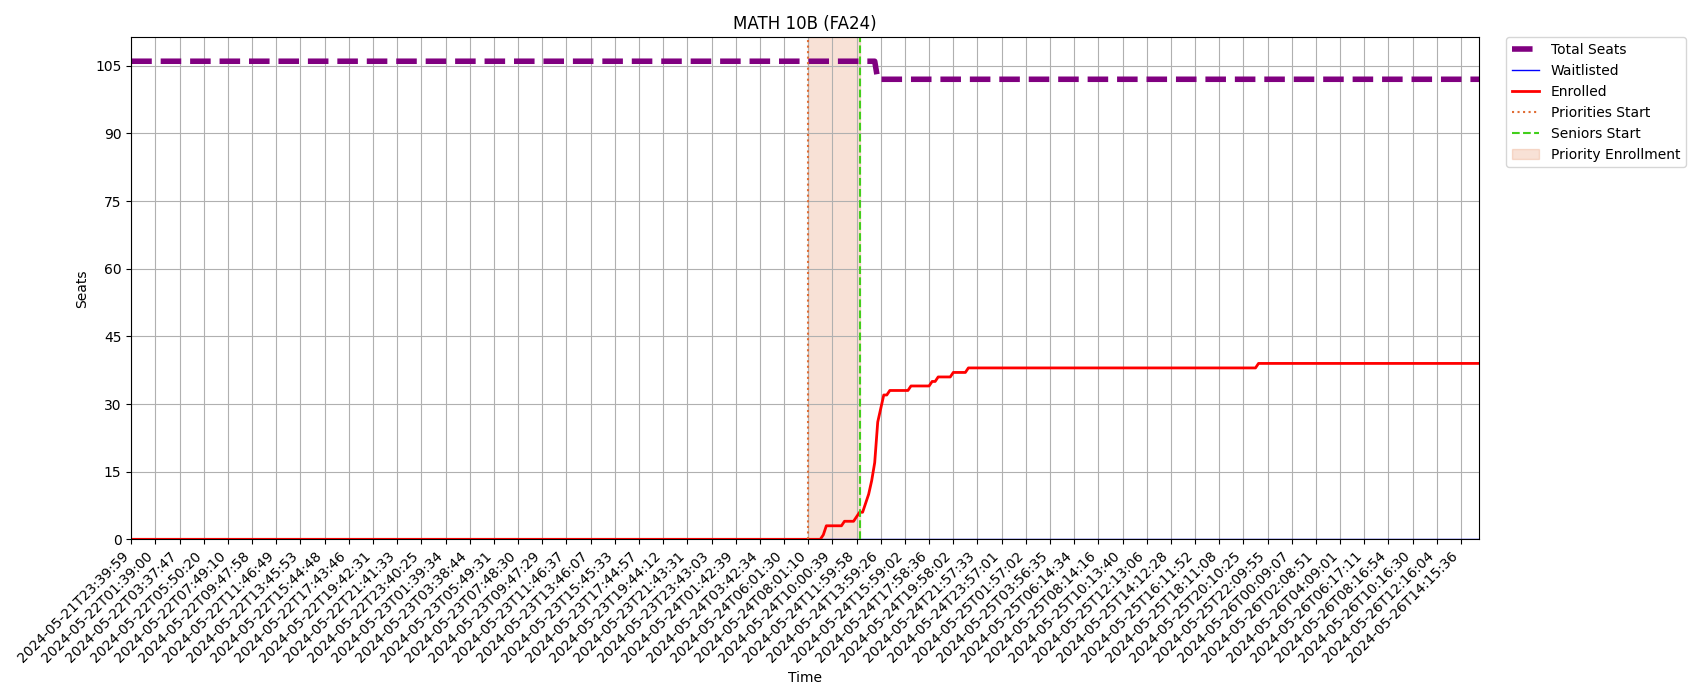 MATH 10B (FA24)
Total Seats
Waitlisted
Enrolled
Priorities Start
Seniors Start
Priority Enrollment
Seats
105
90
75
60
45
30
15
0
2024-05-21T23:39:59
2024-05-22T01:39:00
2024-05-22T03:37:47
2024-05-22T05:50:20
2024-05-22T07:49:10
2024-05-22T09:47:58
2024-05-22T11:46:49
2024-05-22T13:45:53
2024-05-22T15:44:48
2024-05-22T17:43:46
2024-05-22T19:42:31
2024-05-22T21:41:33
2024-05-22T23:40:25
2024-05-23T01:39:34
2024-05-23T03:38:44
2024-05-23T05:49:31
2024-05-23T07:48:30
2024-05-23T09:47:29
2024-05-23T11:46:37
2024-05-23T13:46:07
2024-05-23T15:45:33
2024-05-23T17:44:57
2024-05-23T19:44:12
2024-05-23T21:43:31
2024-05-23T23:43:03
2024-05-24T01:42:39
2024-05-24T03:42:34
2024-05-24T06:01:30
2024-05-24T08:01:10
2024-05-24T10:00:39
2024-05-24T11:59:58
2024-05-24T13:59:26
2024-05-24T15:59:02
2024-05-24T17:58:36
2024-05-24T19:58:02
2024-05-24T21:57:33
2024-05-24T23:57:01
2024-05-25T01:57:02
2024-05-25T03:56:35
2024-05-25T06:14:34
2024-05-25T08:14:16
2024-05-25T10:13:40
2024-05-25T12:13:06
2024-05-25T14:12:28
2024-05-25T16:11:52
2024-05-25T18:11:08
2024-05-25T20:10:25
2024-05-25T22:09:55
2024-05-26T00:09:07
2024-05-26T02:08:51
2024-05-26T04:09:01
2024-05-26T06:17:11
2024-05-26T08:16:54
2024-05-26T10:16:30
2024-05-26T12:16:04
2024-05-26T14:15:36
Time